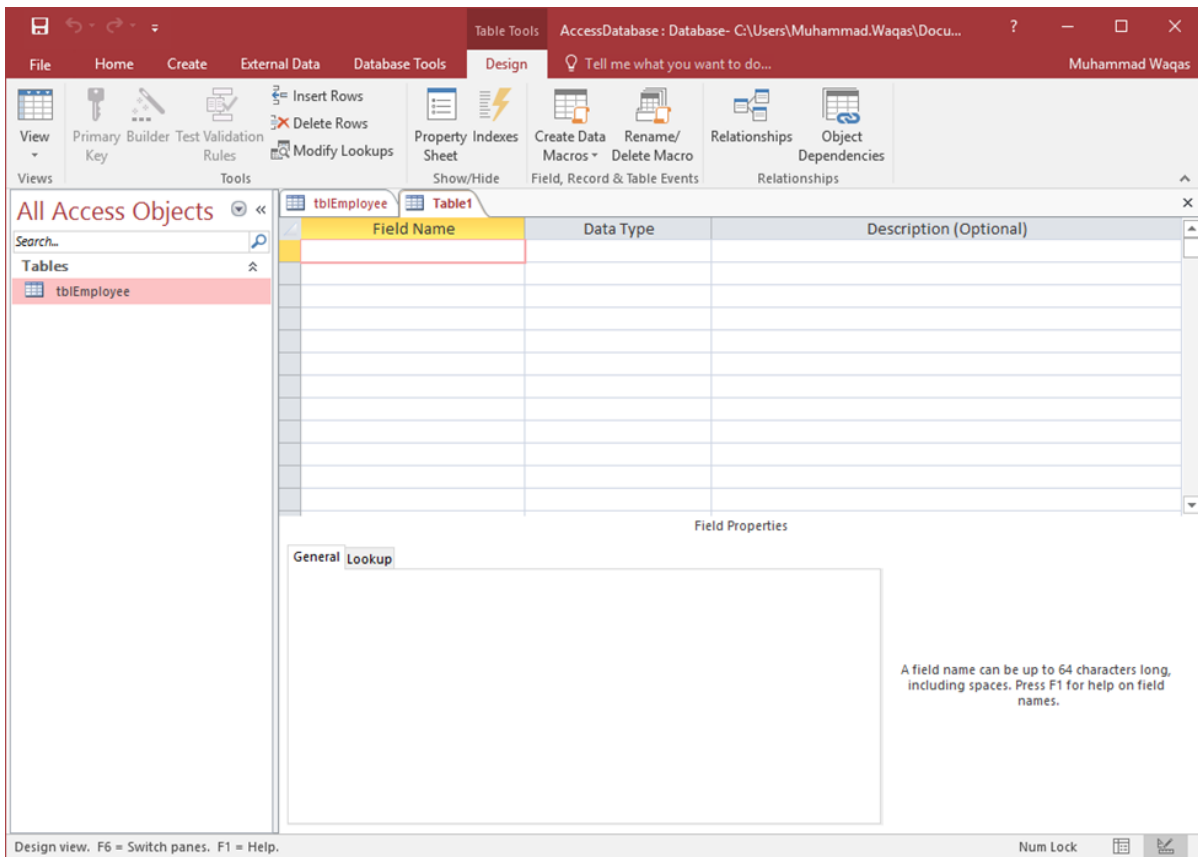 Table Tools AccessDatabase : Database- C:\Users\Muhammad.Waqas\Docu... ?
File Home Create External Data Database Tools Design Tell me what you want to do... Muhammad Waqas
View
Primary Key
Builder
Test Validation Rules
Insert Rows
Delete Rows
Modify Lookups
Property Sheet
Indexes
Create Data Macros
Rename/ Delete Macro
Relationships
Object Dependencies
Views Tools Show/Hide Field, Record & Table Events Relationships
All Access Objects «
Search...
Tables
tblEmployee
tblEmployee Table1
Field Name Data Type Description (Optional)
Field Properties
General Lookup
A field name can be up to 64 characters long,
including spaces. Press F1 for help on field
names.
Design view. F6 = Switch panes. F1 = Help. Num Lock